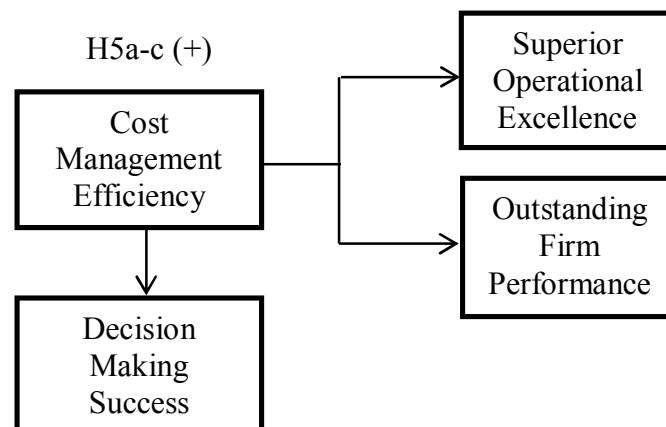 H5a-c (+)
Cost
Management
Efficiency
Superior
Operational
Excellence
Outstanding
Firm
Performance
Decision
Making
Success